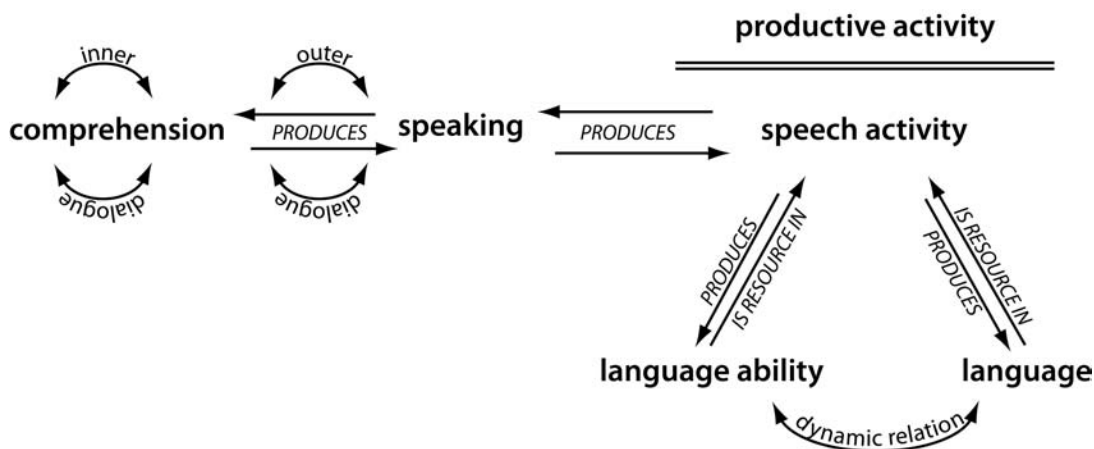 productive activity
inner
outer
comprehension
PRODUCES
speaking
PRODUCES
speech activity
dialogue
dialogue
PRODUCES
IS RESOURCE IN
IS RESOURCE IN
PRODUCES
language ability
language
dynamic relation